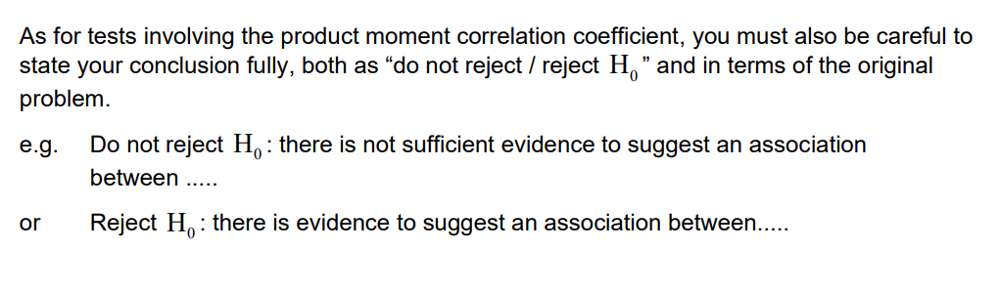 As for tests involving the product moment correlation coefficient, you must also be careful to
state your conclusion fully, both as “do not reject / reject H₀” and in terms of the original
problem.
e.g. Do not reject H₀: there is not sufficient evidence to suggest an association
between .....
or Reject H₀: there is evidence to suggest an association between.....